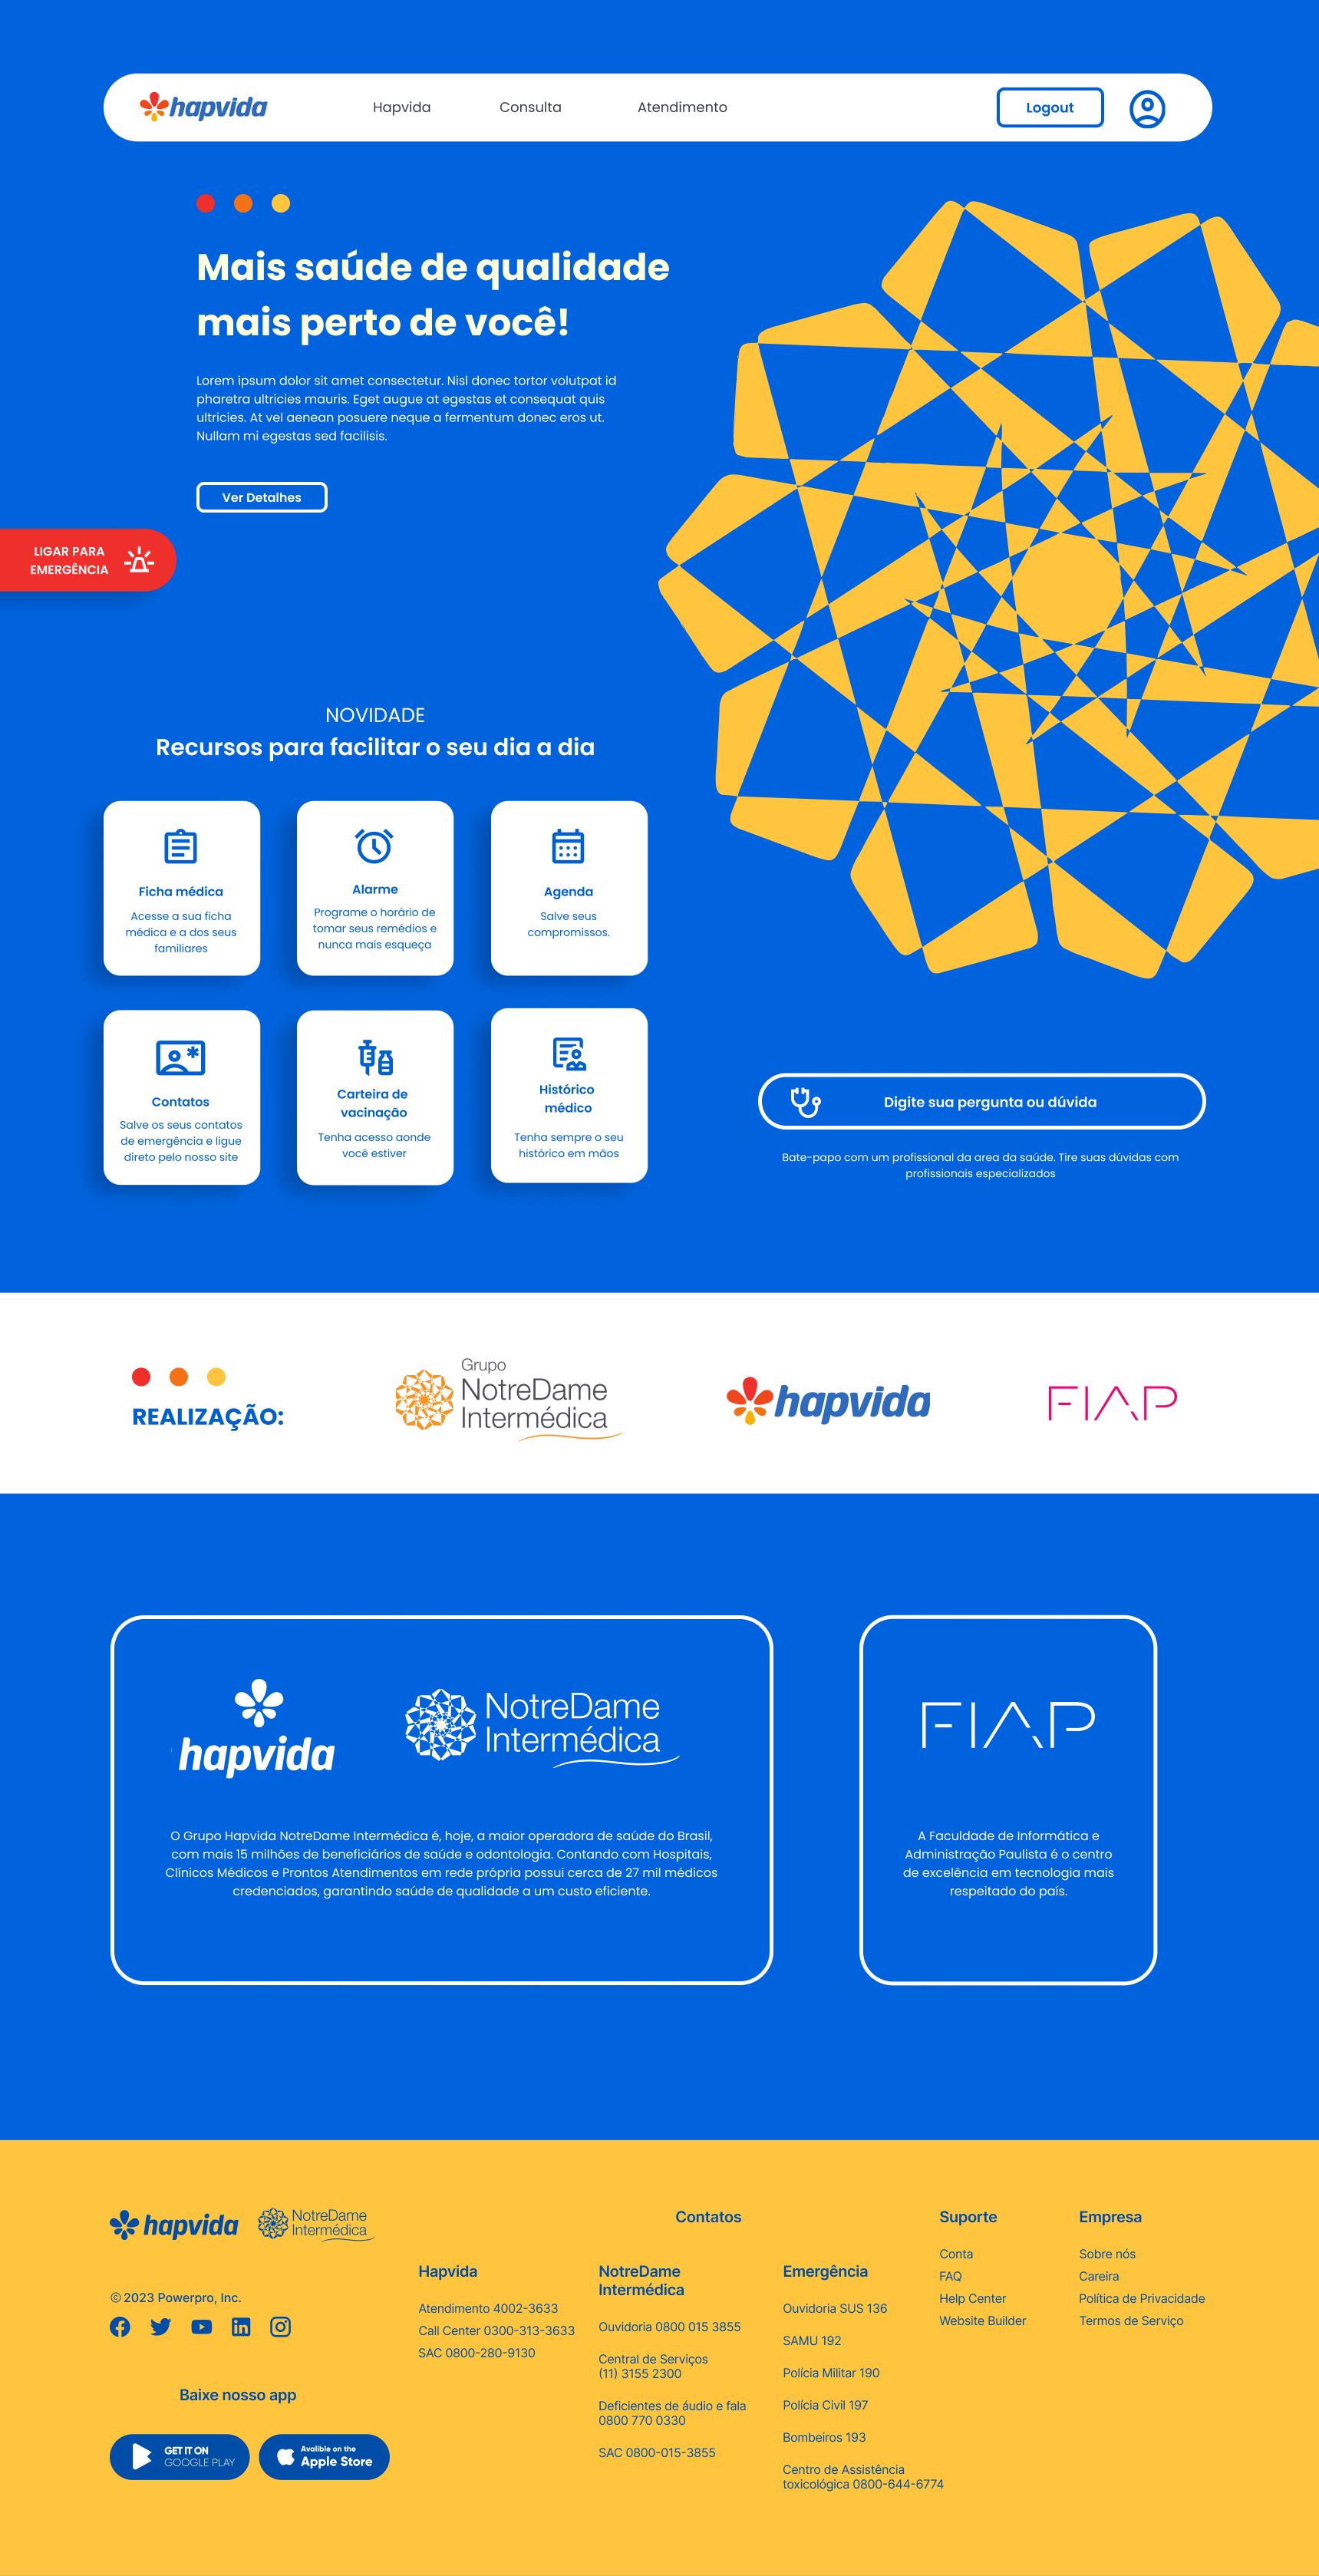 hapvida
Hapvida
Consulta
Atendimento
Logout
Mais saúde de qualidade
mais perto de você!
Lorem ipsum dolor sit amet consectetur. Nisl donec tortor volutpat id
pharetra ultricies mauris. Eget augue at egestas et consequat quis
ultricies. At vel aenean posuere neque a fermentum donec eros ut.
Nullam mi egestas sed facilisis.
Ver Detalhes
LIGAR PARA
EMERGÊNCIA
NOVIDADE
Recursos para facilitar o seu dia a dia
Ficha médica
Acesse a sua ficha
médica e a dos seus
familiares
Alarme
Programe o horário de
tomar seus remédios e
nunca mais esqueça
Agenda
Salve seus
compromissos.
Contatos
Salve os seus contatos
de emergência e ligue
direto pelo nosso site
Carteira de
vacinação
Tenha acesso aonde
você estiver
Histórico
médico
Tenha sempre o seu
histórico em mãos
Digite sua pergunta ou dúvida
Bate-papo com um profissional da area da saúde. Tire suas dúvidas com
profissionais especializados
REALIZAÇÃO:
Grupo
NotreDame
Intermédica
hapvida
FIAP
hapvida
NotreDame
Intermédica
O Grupo Hapvida NotreDame Intermédica é, hoje, a maior operadora de saúde do Brasil,
com mais 15 milhões de beneficiários de saúde e odontologia. Contando com Hospitais,
Clínicos Médicos e Prontos Atendimentos em rede própria possui cerca de 27 mil médicos
credenciados, garantindo saúde de qualidade a um custo eficiente.
FIAP
A Faculdade de Informática e
Administração Paulista é o centro
de excelência em tecnologia mais
respeitado do país.
hapvida
NotreDame
Intermédica
© 2023 Powerpro, Inc.
Baixe nosso app
GET IT ON
GOOGLE PLAY
Avalible on the
Apple Store
Contatos
Hapvida
Atendimento 4002-3633
Call Center 0300-313-3633
SAC 0800-280-9130
NotreDame
Intermédica
Ouvidoria 0800 015 3855
Central de Serviços
(11) 3155 2300
Deficientes de áudio e fala
0800 770 0330
SAC 0800-015-3855
Emergência
Ouvidoria SUS 136
SAMU 192
Polícia Militar 190
Polícia Civil 197
Bombeiros 193
Centro de Assistência
toxicológica 0800-644-6774
Suporte
Conta
FAQ
Help Center
Website Builder
Empresa
Sobre nós
Careira
Política de Privacidade
Termos de Serviço